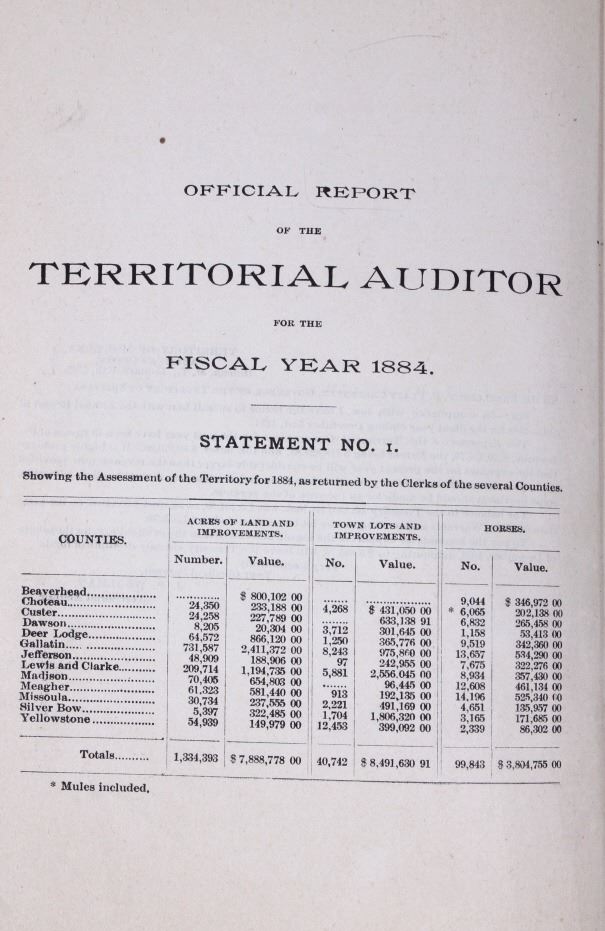 OFFICIAL REPORT
OF THE
TERRITORIAL AUDITOR
FOR THE
FISCAL YEAR 1884.
STATEMENT NO. 1.
Showing the Assessment of the Territory for 1884, as returned by the Clerks of the several Counties.
COUNTIES. ACRES OF LAND AND IMPROVEMENTS. TOWN LOTS AND IMPROVEMENTS. HORSES.
Number. Value. No. Value. No. Value.
Beaverhead.................. ............ $ 800,102 00 ...... ................ 9,044 $ 346,972 00
Choteau........................ 24,350 233,188 00 4,268 $ 431,050 00 * 6,065 202,138 00
Custer........................... 24,258 227,789 00 ....... 633,138 91 6,832 265,458 00
Dawson........................ 8,205 20,304 00 3,712 301,645 00 1,158 53,413 00
Deer Lodge.................. 64,572 866,120 00 1,250 365,776 00 9,519 342,360 00
Gallatin....................... 731,587 2,411,372 00 8,243 975,860 00 13,657 534,290 00
Jefferson...................... 48,909 188,906 00 97 242,955 00 7,675 322,276 00
Lewis and Clarke.......... 209,714 1,194,735 00 5,881 2,556,045 00 8,934 357,430 00
Madison........................ 70,405 654,803 00 ....... 96,445 00 12,608 461,134 00
Meagher....................... 61,323 581,440 00 913 192,135 00 14,196 525,340 00
Missoula....................... 30,734 237,555 00 2,221 491,169 00 4,651 135,957 00
Silver Bow.................... 5,397 322,485 00 1,704 1,806,320 00 3,165 171,685 00
Yellowstone ................. 54,939 149,979 00 12,453 399,092 00 2,339 86,302 00
Totals.......... 1,334,393 $ 7,888,778 00 40,742 $ 8,491,630 91 99,843 $ 3,804,755 00
* Mules included.